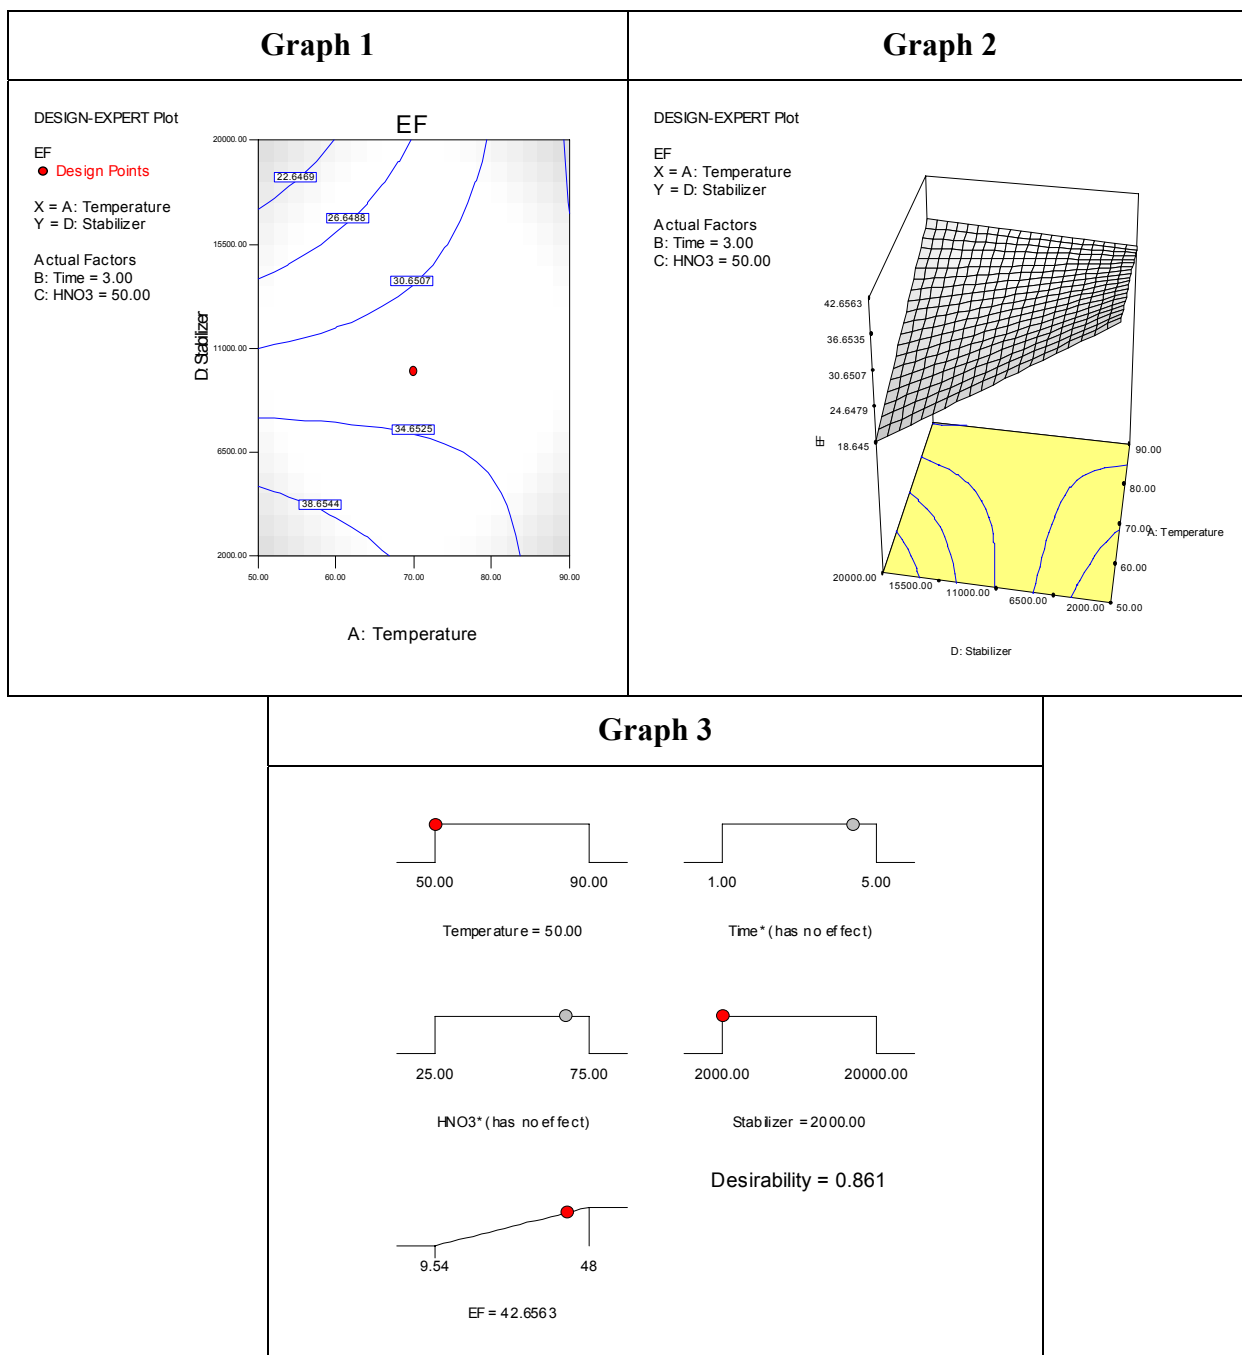 Graph 1
Graph 2
DESIGN-EXPERT Plot
EF
Design Points
X = A: Temperature
Y = D: Stabilizer
Actual Factors
B: Time = 3.00
C: HNO3 = 50.00
EF
20000.00
15500.00
11000.00
6500.00
2000.00
D: Stabilizer
22.6469
26.6488
30.6507
34.6525
38.6544
50.00 60.00 70.00 80.00 90.00
A: Temperature
DESIGN-EXPERT Plot
EF
X = A: Temperature
Y = D: Stabilizer
Actual Factors
B: Time = 3.00
C: HNO3 = 50.00
42.6563
36.6535
30.6507
24.6479
18.645
EF
90.00
80.00
70.00
60.00
50.00
A: Temperature
20000.00
15500.00
11000.00
6500.00
2000.00
D: Stabilizer
Graph 3
50.00 90.00
Temperature = 50.00
1.00 5.00
Time* (has no effect)
25.00 75.00
HNO3* (has no effect)
2000.00 20000.00
Stabilizer = 2000.00
Desirability = 0.861
9.54 48
EF = 42.6563